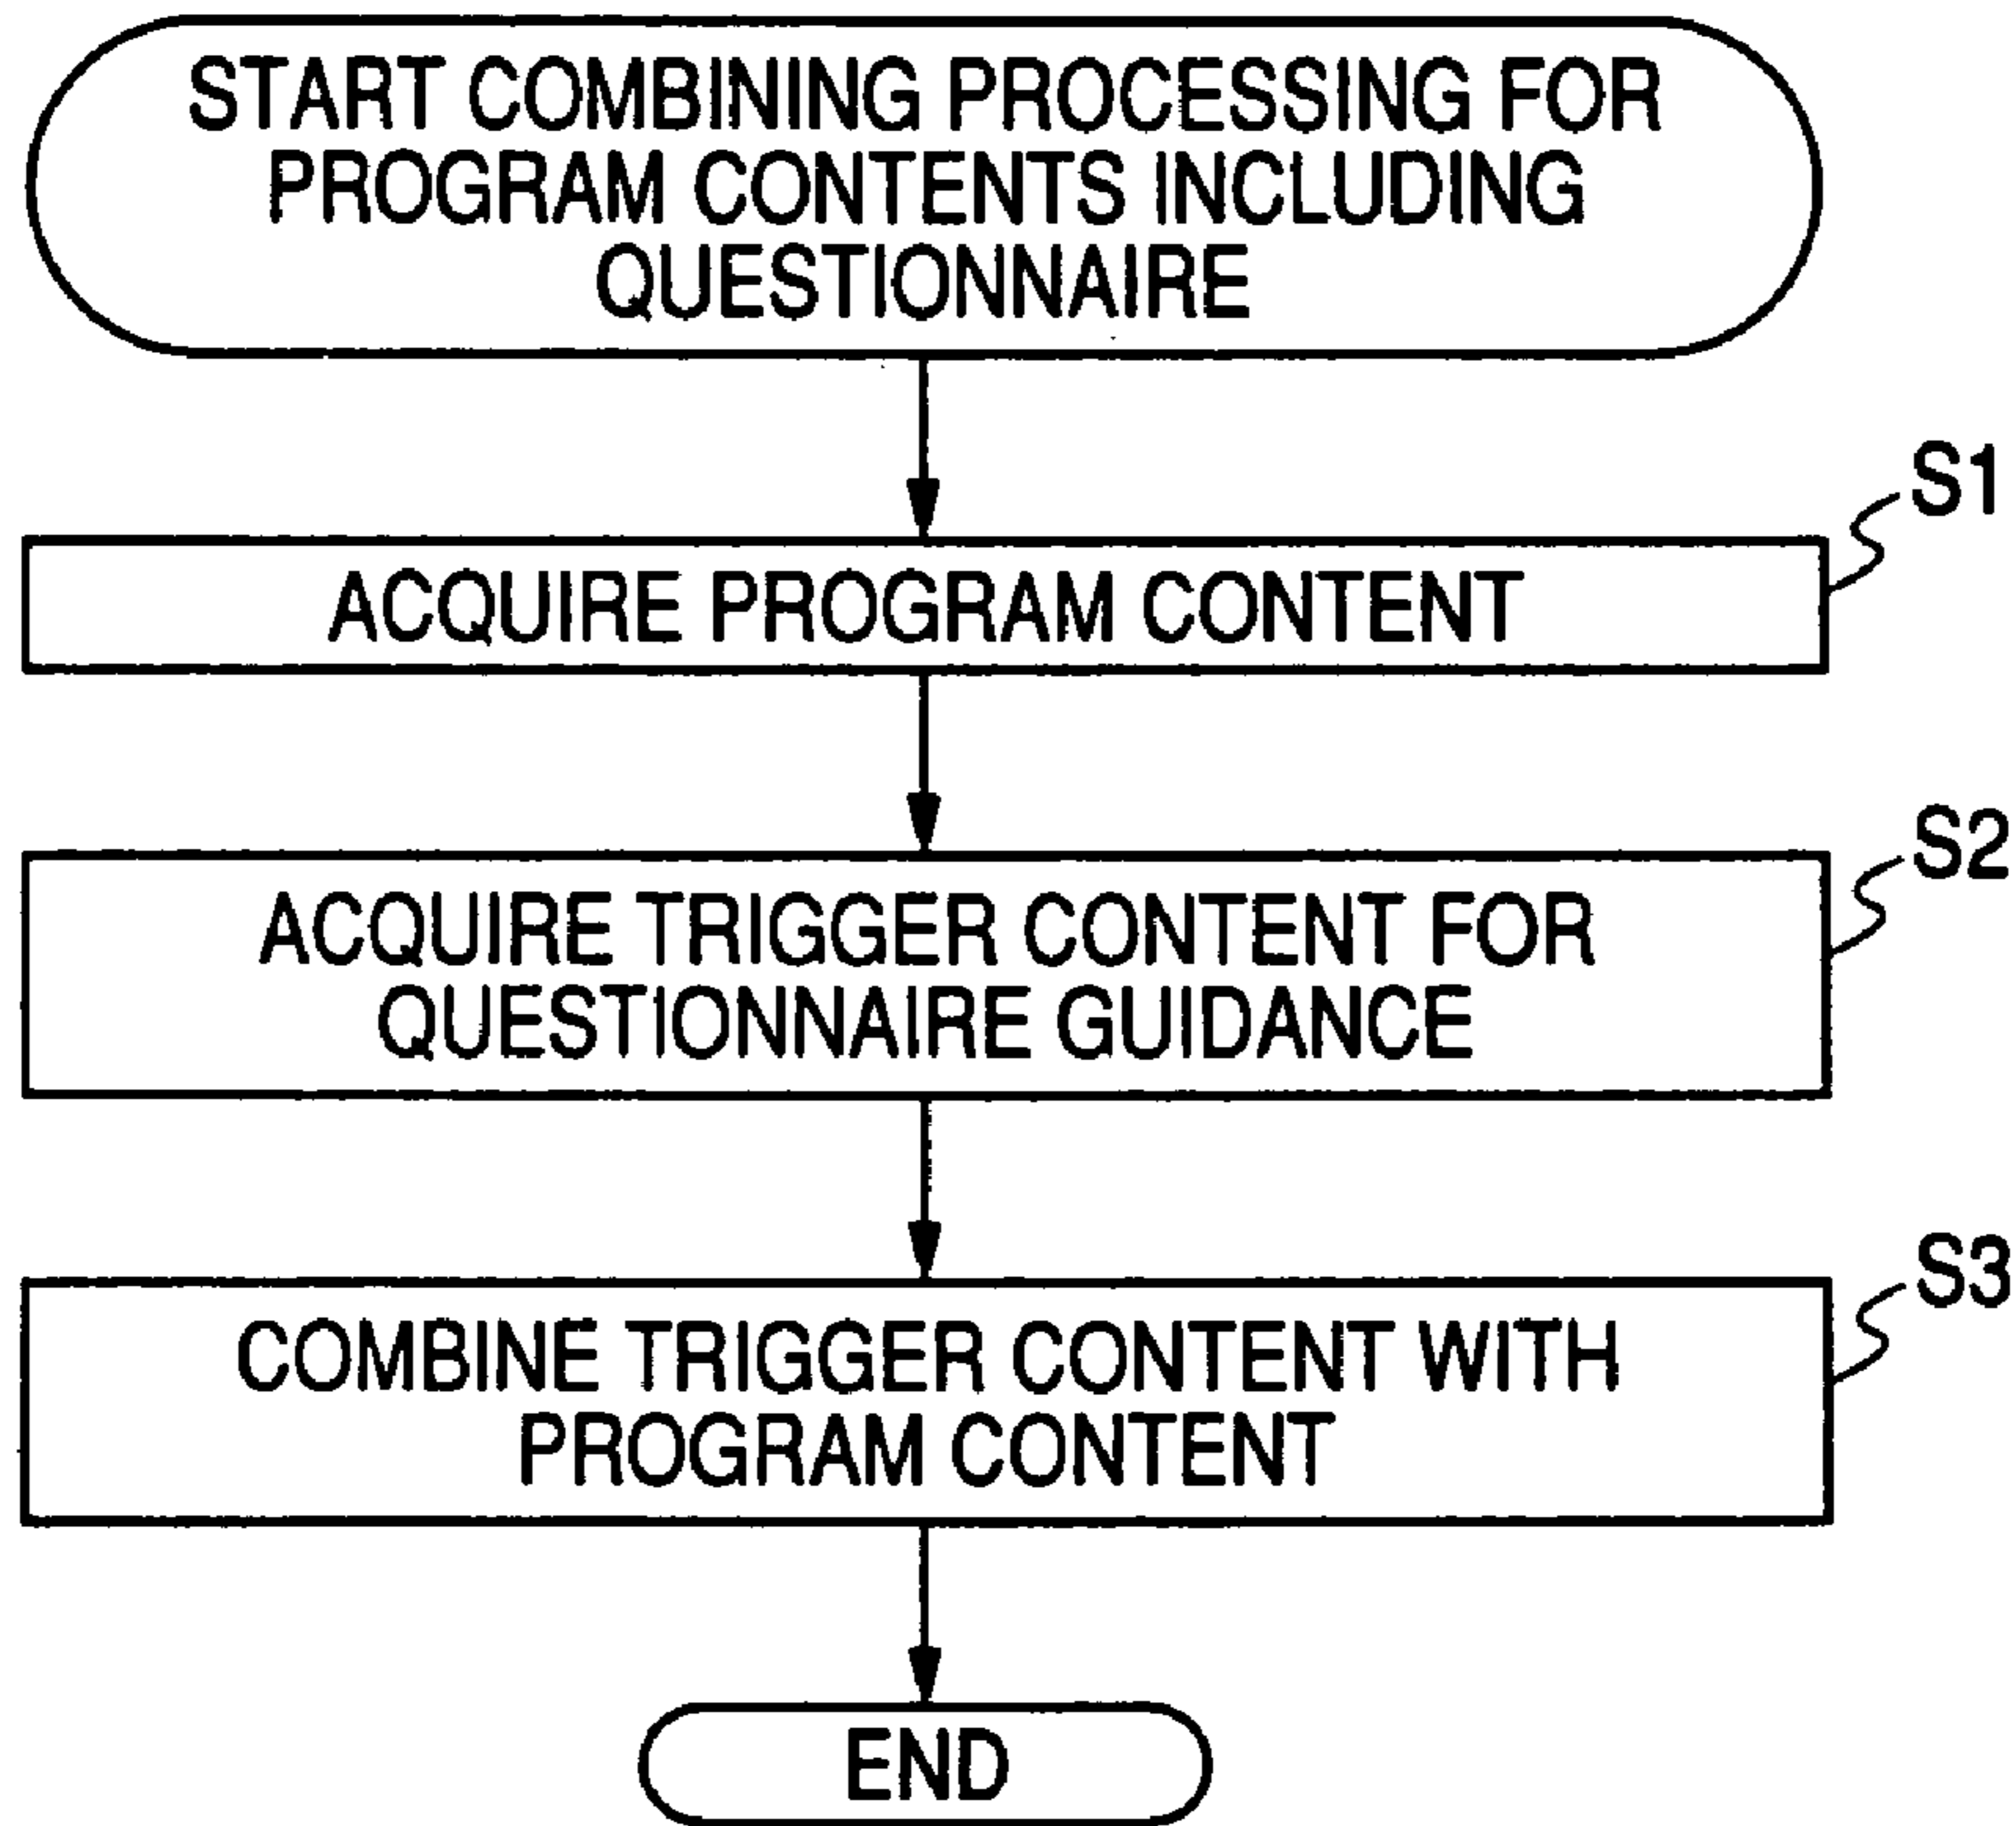 START COMBINING PROCESSING FOR
PROGRAM CONTENTS INCLUDING
QUESTIONNAIRE
S1
ACQUIRE PROGRAM CONTENT
S2
ACQUIRE TRIGGER CONTENT FOR
QUESTIONNAIRE GUIDANCE
S3
COMBINE TRIGGER CONTENT WITH
PROGRAM CONTENT
END